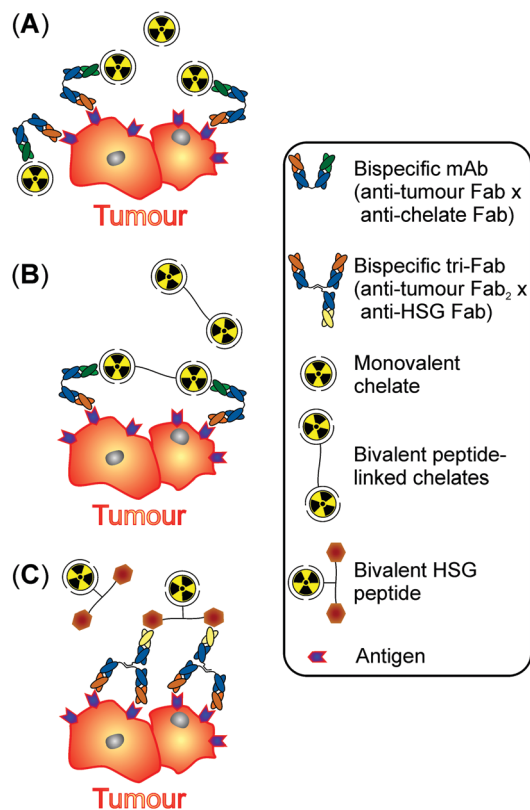 (A)
Tumour
(B)
Tumour
(C)
Tumour
Bispecific mAb
(anti-tumour Fab x
anti-chelate Fab)
Bispecific tri-Fab
(anti-tumour Fab₂ x
anti-HSG Fab)
Monovalent
chelate
Bivalent peptide-
linked chelates
Bivalent HSG
peptide
Antigen